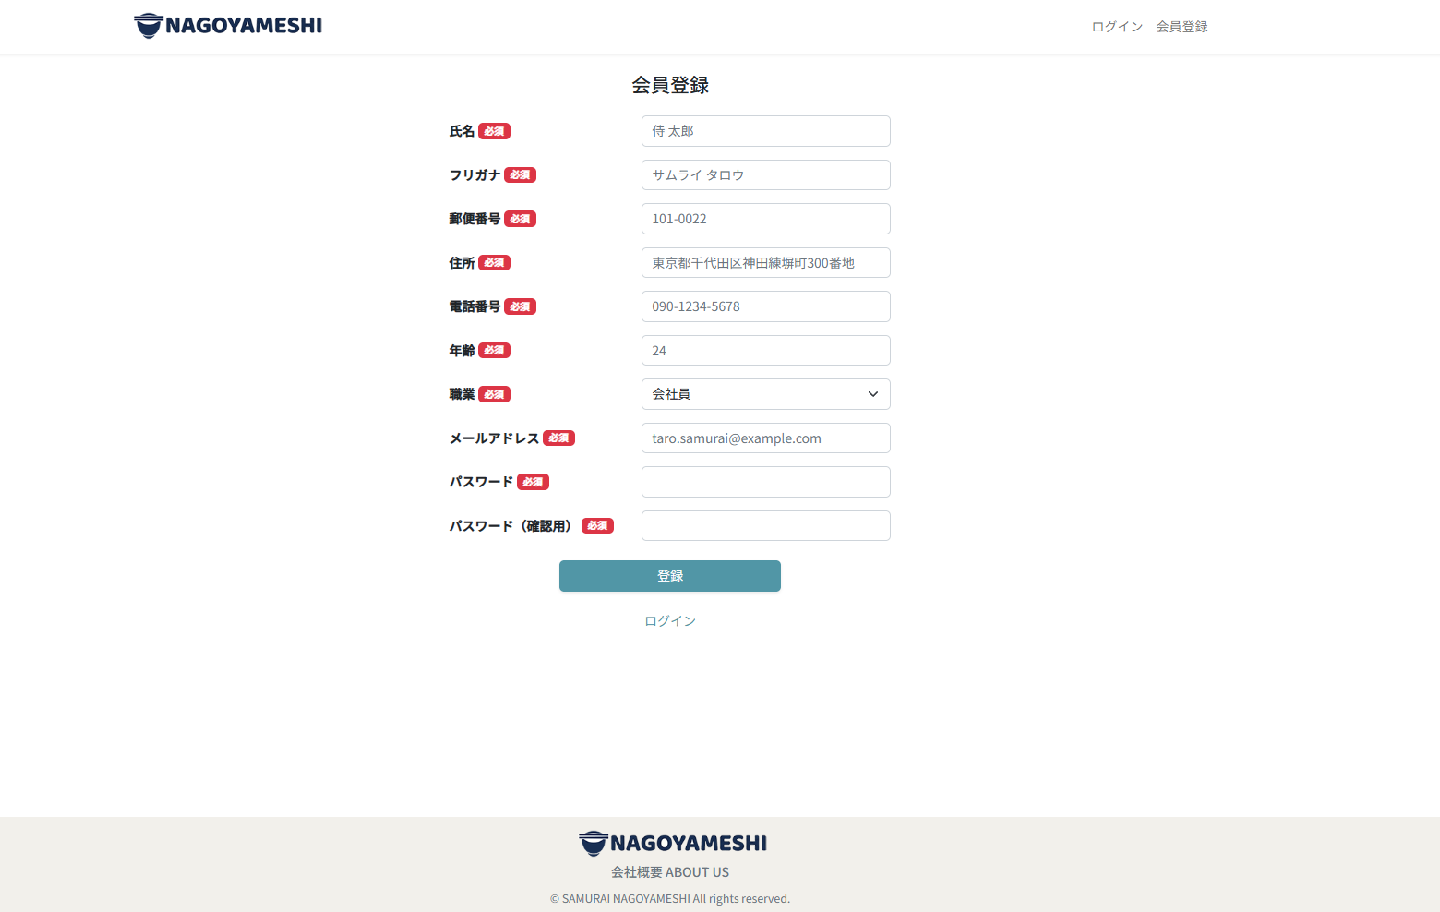 NAGOYAMESHI
ログイン 会員登録
会員登録
氏名 必須 侍 太郎
フリガナ 必須 サムライ タロウ
郵便番号 必須 101-0022
住所 必須 東京都千代田区神田練塀町300番地
電話番号 必須 090-1234-5678
年齢 必須 24
職業 必須 会社員
メールアドレス 必須 taro.samurai@example.com
パスワード 必須
パスワード（確認用） 必須
登録
ログイン
NAGOYAMESHI
会社概要 ABOUT US
© SAMURAI NAGOYAMESHI All rights reserved.